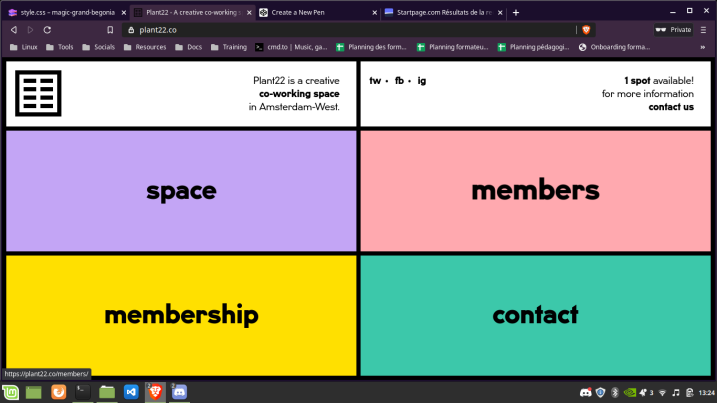 style.css – magic-grand-begonia
Plant22 - A creative co-working s
Create a New Pen
Startpage.com Résultats de la re
plant22.co
Private
Linux
Tools
Socials
Resources
Docs
Training
cmd.to | Music, ga...
Planning des form...
Planning formateu...
Planning pédagogi...
Onboarding forma...
»
Plant22 is a creative
co-working space
in Amsterdam-West.
tw • fb • ig
1 spot available!
for more information
contact us
space
members
membership
contact
https://plant22.co/members/
3
13:24